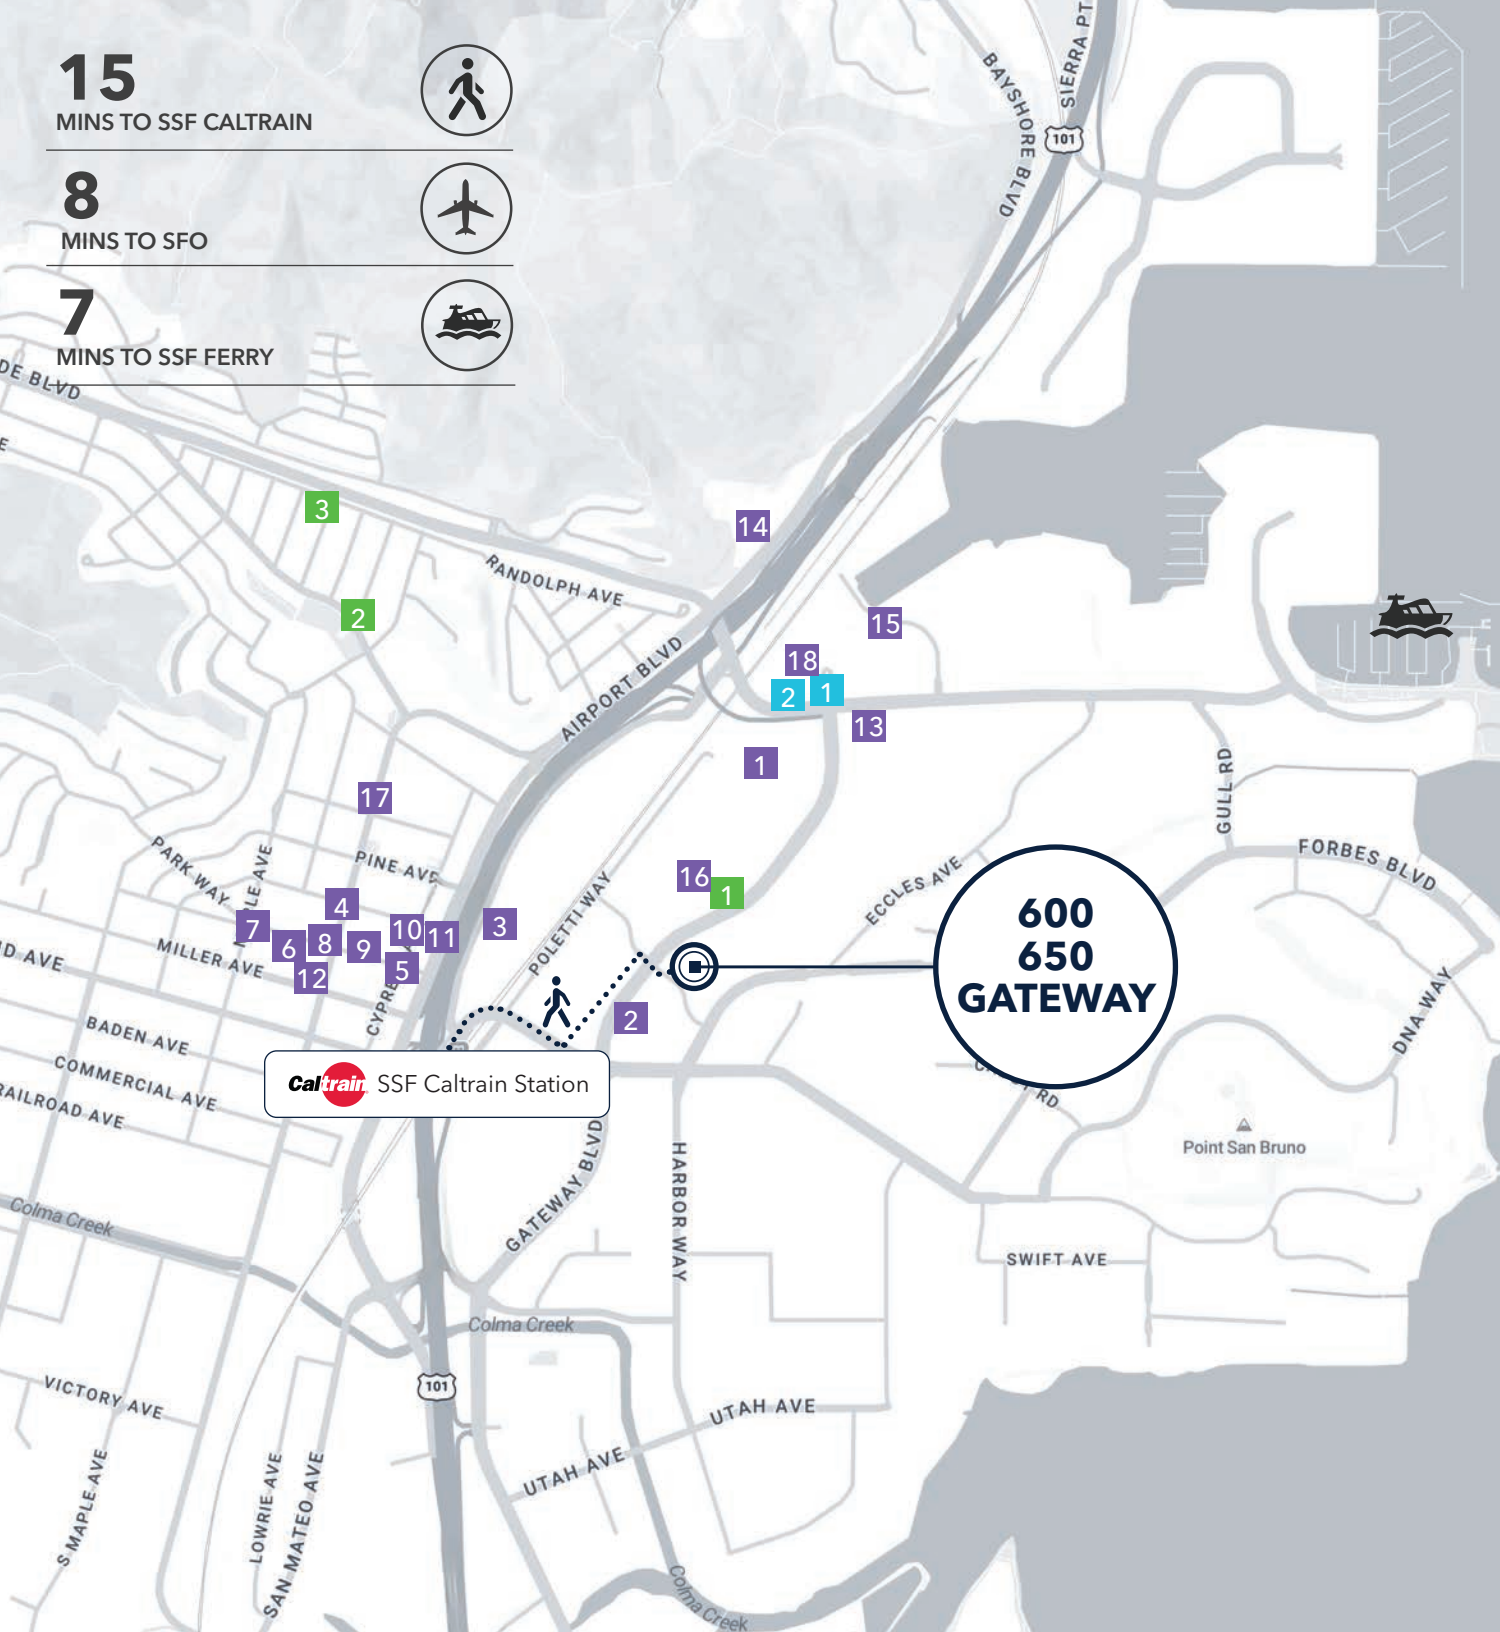 15
MINS TO SSF CALTRAIN
8
MINS TO SFO
7
MINS TO SSF FERRY
BAYSHORE BLVD
SIERRA PT
101
DE BLVD
3
14
RANDOLPH AVE
2
15
18
2
1
13
AIRPORT BLVD
1
GULL RD
17
PARK WAY
PINE AVE
16
1
ECCLES AVE
FORBES BLVD
600
650
GATEWAY
4
7
6
8
9
10
11
3
12
5
POLETTI WAY
MILLER AVE
2
DNA WAY
BADEN AVE
COMMERCIAL AVE
RAILROAD AVE
Caltrain SSF Caltrain Station
RD
Point San Bruno
GATEWAY BLVD
HARBOR WAY
Colma Creek
SWIFT AVE
Colma Creek
101
VICTORY AVE
UTAH AVE
UTAH AVE
S MAPLE AVE
LOWRIE AVE
SAN MATEO AVE
Colma Creek